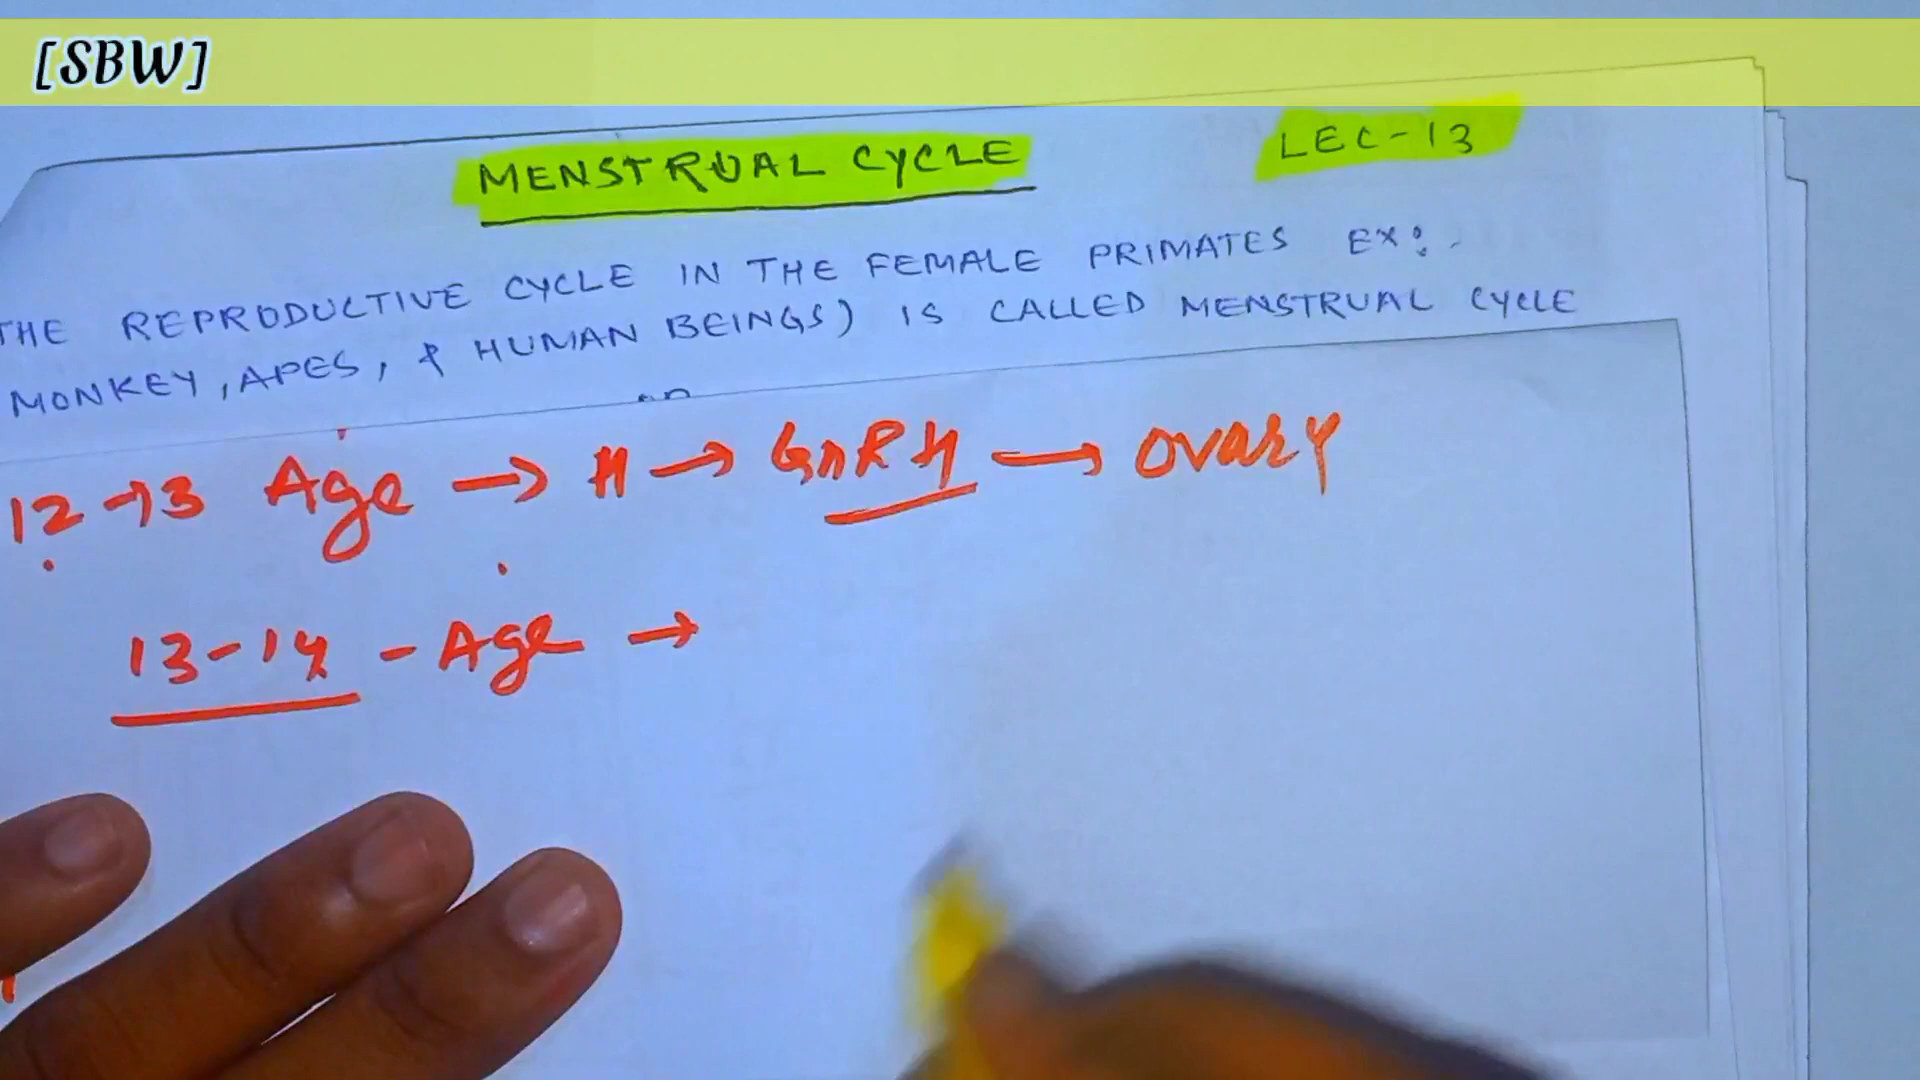 [SBW]
MENSTRUAL CYCLE LEC-13
THE REPRODUCTIVE CYCLE IN THE FEMALE PRIMATES EX:-
MONKEY, APES, & HUMAN BEINGS) IS CALLED MENSTRUAL CYCLE
12-13 Age → H → GnRH → Ovary
13-14 - Age →